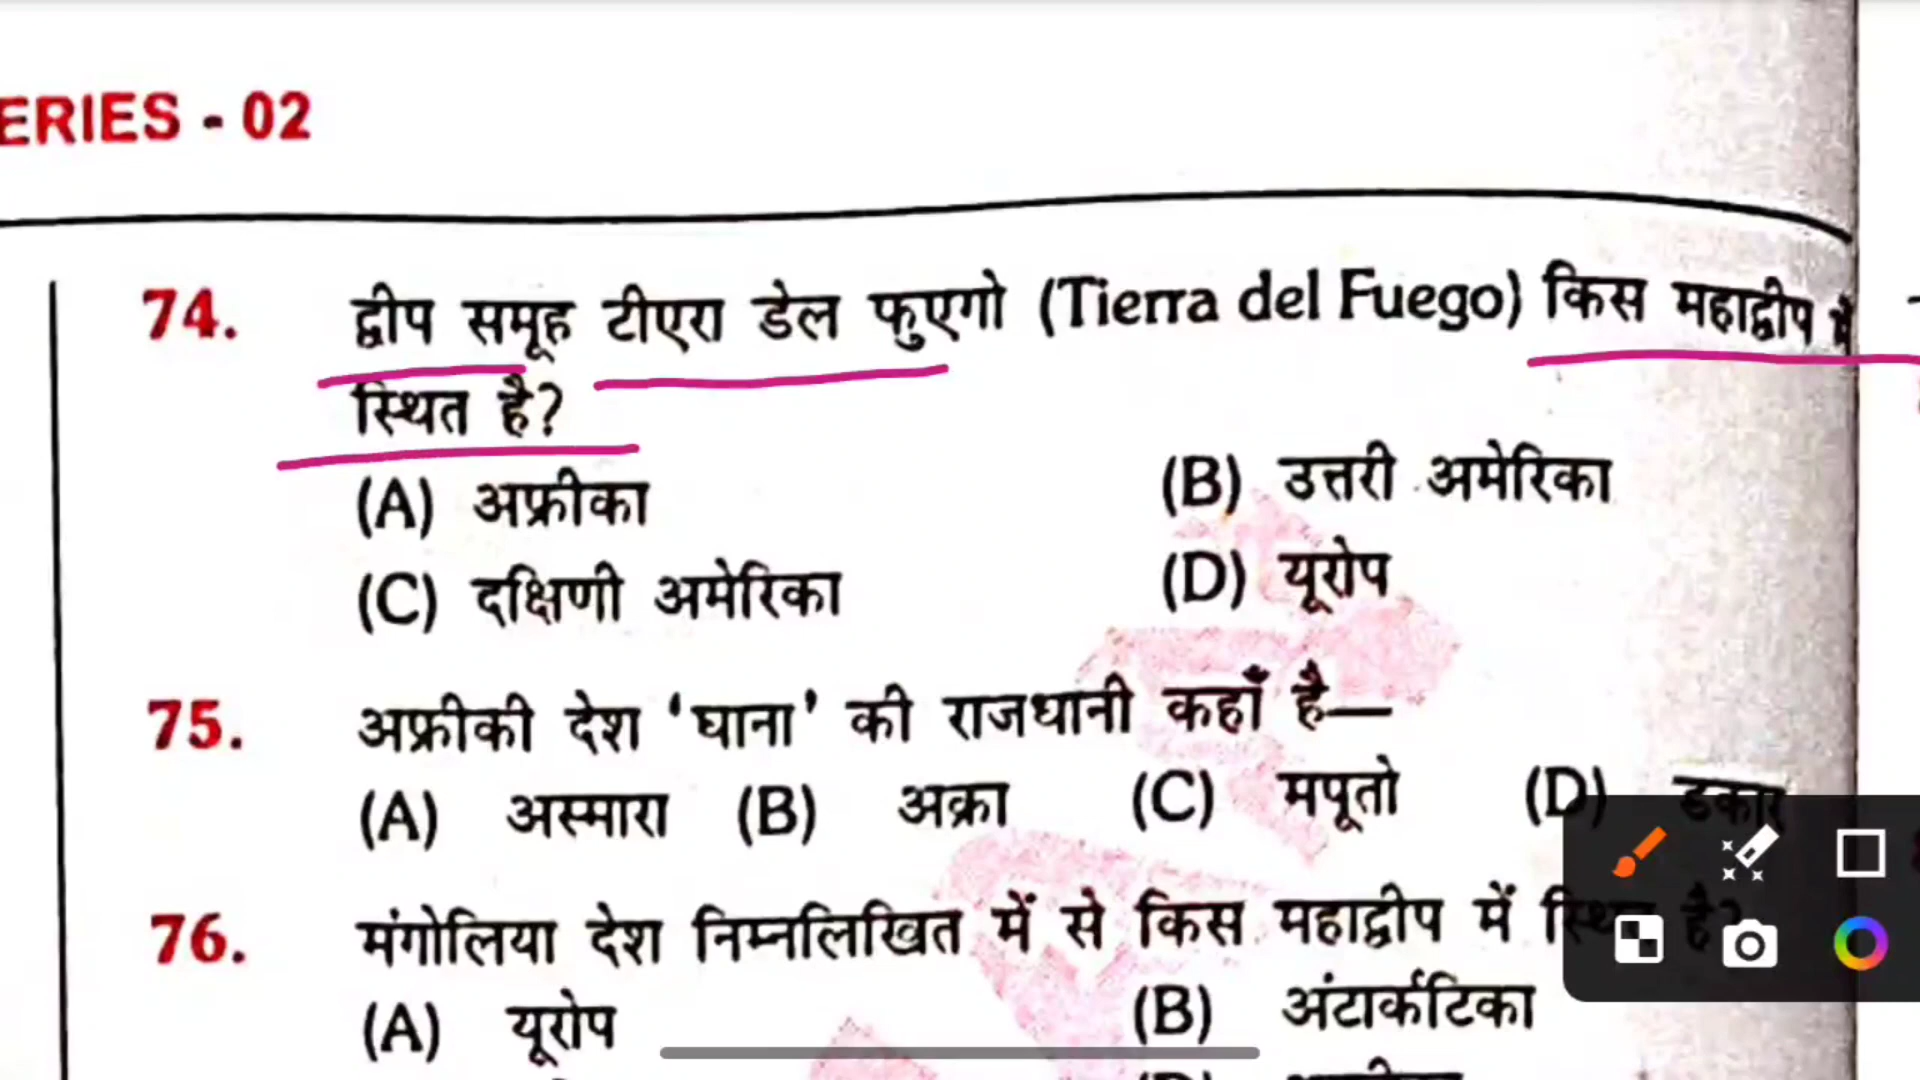 ERIES - 02
74. द्वीप समूह टीएरा डेल फुएगो (Tierra del Fuego) किस महाद्वीप में
स्थित है?
(A) अफ्रीका (B) उत्तरी अमेरिका
(C) दक्षिणी अमेरिका (D) यूरोप
75. अफ्रीकी देश ‘घाना’ की राजधानी कहाँ है—
(A) अस्मारा (B) अक्रा (C) मपूतो (D) डकार
76. मंगोलिया देश निम्नलिखित में से किस महाद्वीप में स्थित है?
(A) यूरोप (B) अंटार्कटिका